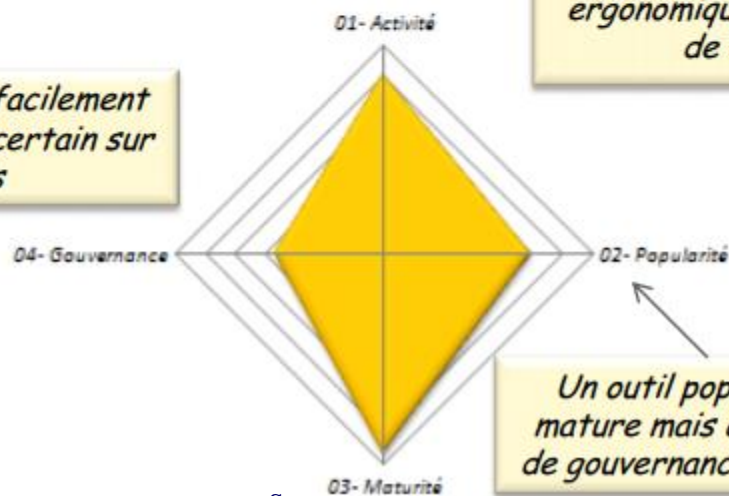 ergonomiqu
de
01- Activité
facilement
certain sur
s
04- Gouvernance
02- Popularité
Un outil pop
mature mais
de gouvernanc
03- Maturité